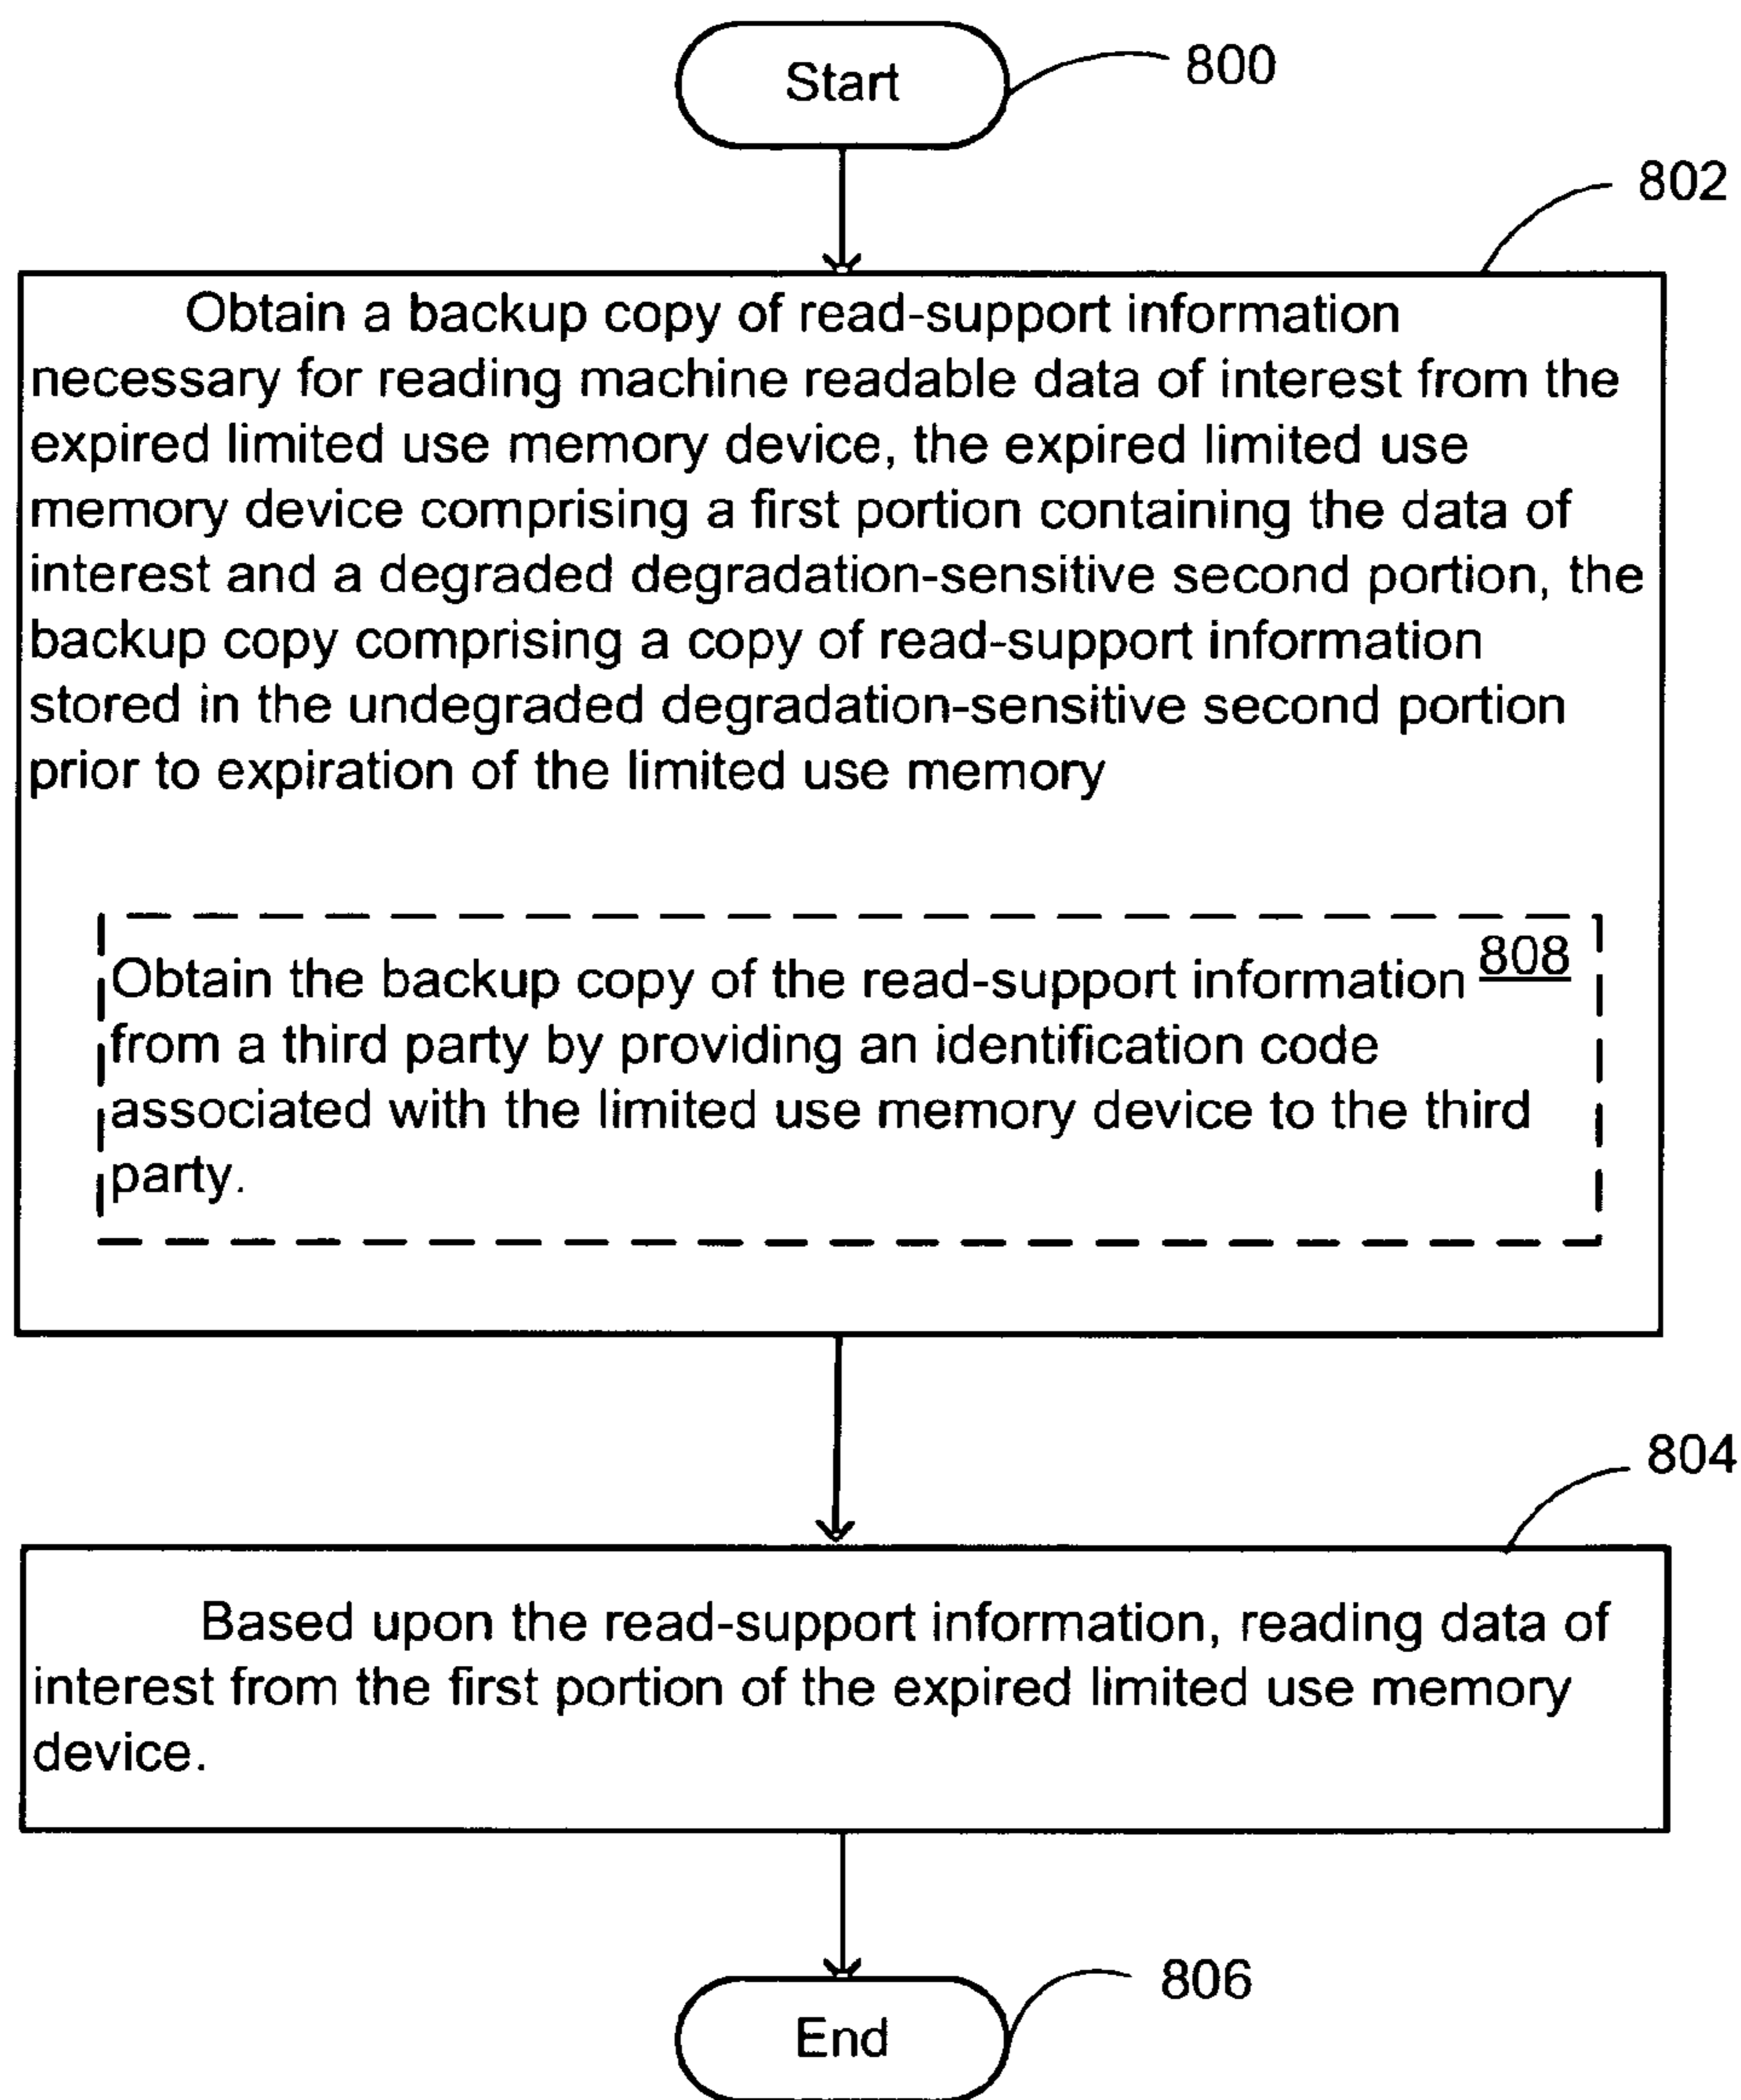 Start
800
802
Obtain a backup copy of read-support information
necessary for reading machine readable data of interest from the
expired limited use memory device, the expired limited use
memory device comprising a first portion containing the data of
interest and a degraded degradation-sensitive second portion, the
backup copy comprising a copy of read-support information
stored in the undegraded degradation-sensitive second portion
prior to expiration of the limited use memory
Obtain the backup copy of the read-support information 808
from a third party by providing an identification code
associated with the limited use memory device to the third
party.
804
Based upon the read-support information, reading data of
interest from the first portion of the expired limited use memory
device.
806
End